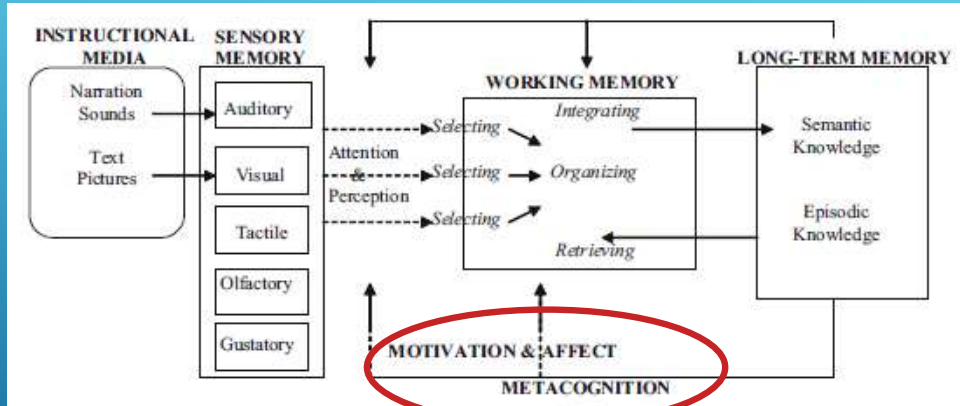 INSTRUCTIONAL
MEDIA
Narration
Sounds
Text
Pictures
SENSORY
MEMORY
Auditory
Visual
Tactile
Olfactory
Gustatory
Attention
&
Perception
Selecting
Selecting
Selecting
WORKING MEMORY
Integrating
Organizing
Retrieving
LONG-TERM MEMORY
Semantic
Knowledge
Episodic
Knowledge
MOTIVATION & AFFECT
METACOGNITION